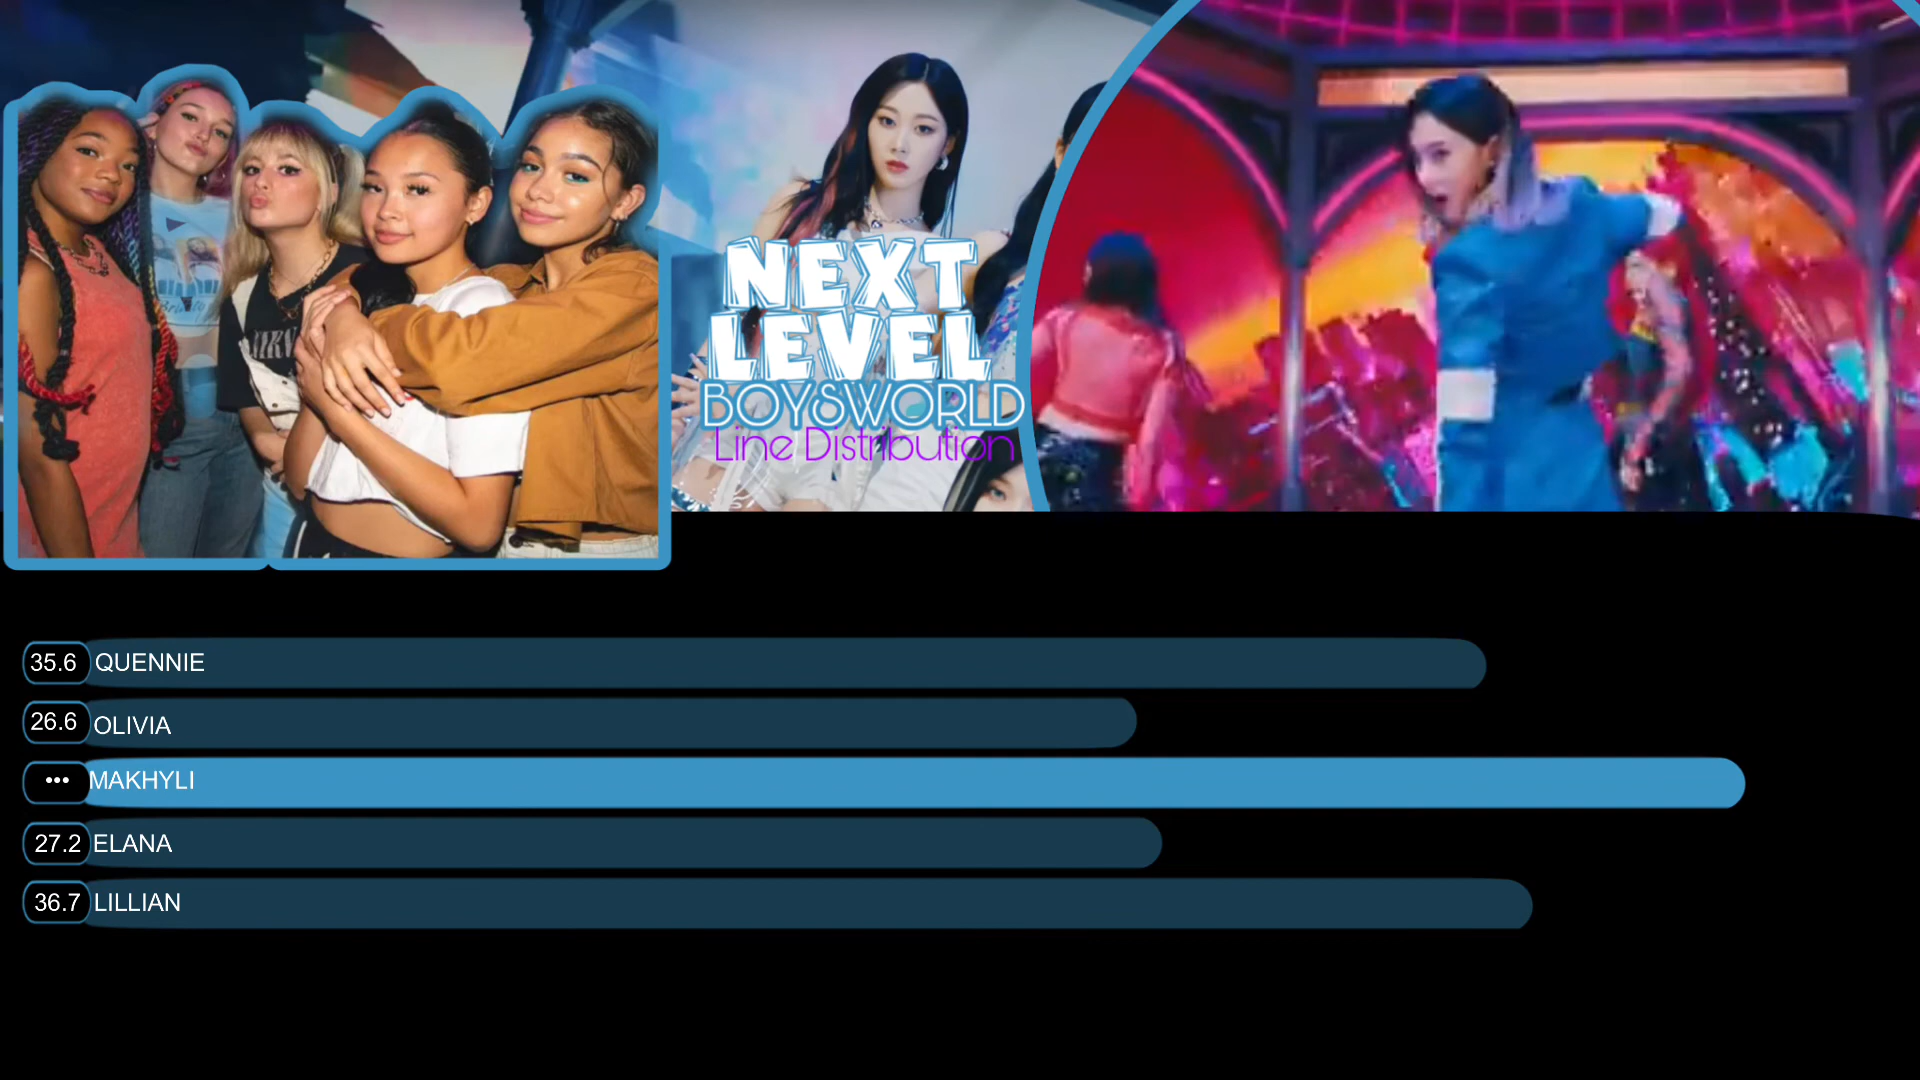 NEXT
LEVEL
BOYSWORLD
Line Distribution
35.6 QUENNIE
26.6 OLIVIA
••• MAKHYLI
27.2 ELANA
36.7 LILLIAN